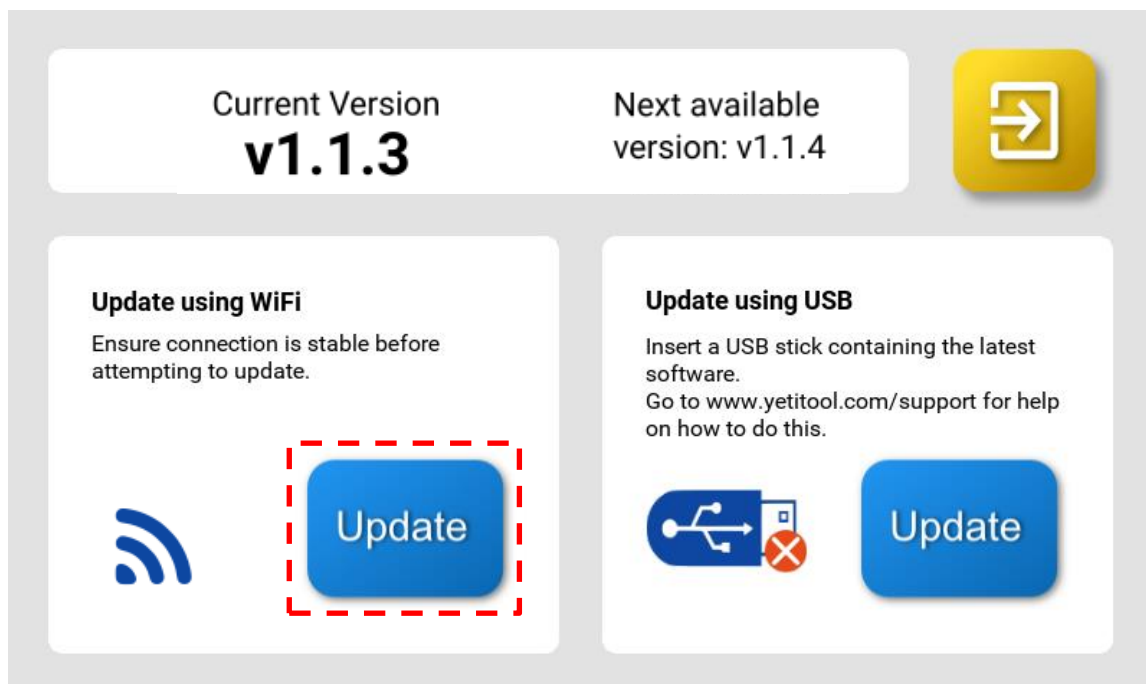 Current Version
v1.1.3
Next available
version: v1.1.4
Update using WiFi
Ensure connection is stable before
attempting to update.
Update
Update using USB
Insert a USB stick containing the latest
software.
Go to www.yetitool.com/support for help
on how to do this.
Update